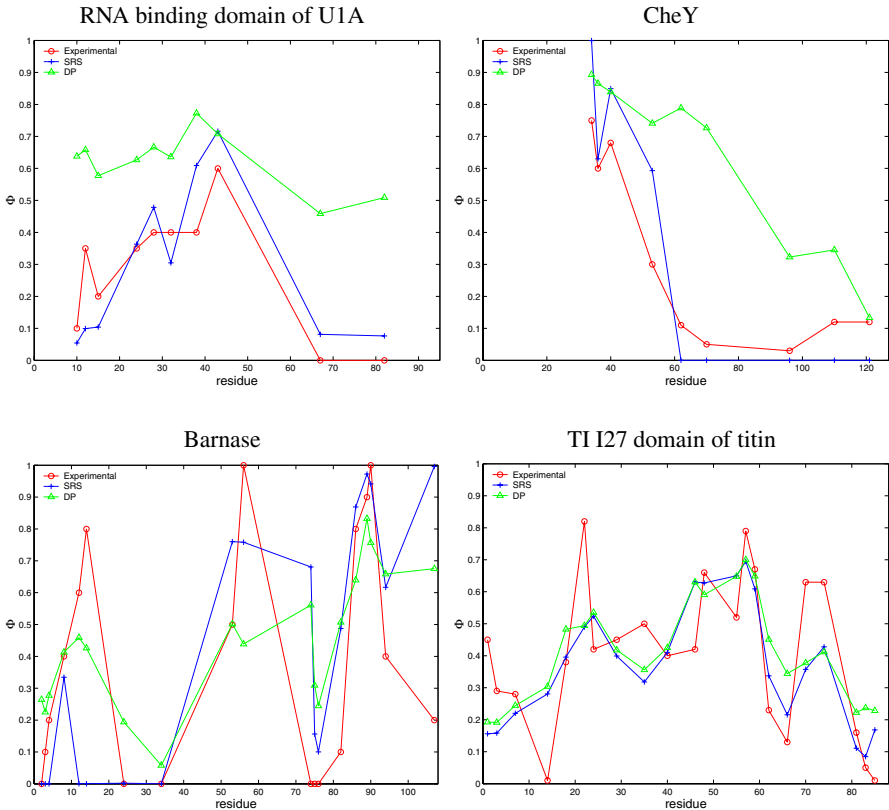 RNA binding domain of U1A
CheY
1
0.9
0.8
0.7
0.6
0.5
0.4
0.3
0.2
0.1
0
Φ
Experimental
SRS
DP
0 10 20 30 40 50 60 70 80 90
residue
1
0.9
0.8
0.7
0.6
0.5
0.4
0.3
0.2
0.1
0
Φ
Experimental
SRS
DP
0 20 40 60 80 100 120
residue
Barnase
TI I27 domain of titin
1
0.9
0.8
0.7
0.6
0.5
0.4
0.3
0.2
0.1
0
Φ
Experimental
SRS
DP
0 10 20 30 40 50 60 70 80 90 100
residue
1
0.9
0.8
0.7
0.6
0.5
0.4
0.3
0.2
0.1
0
Φ
Experimental
SRS
DP
0 10 20 30 40 50 60 70 80
residue